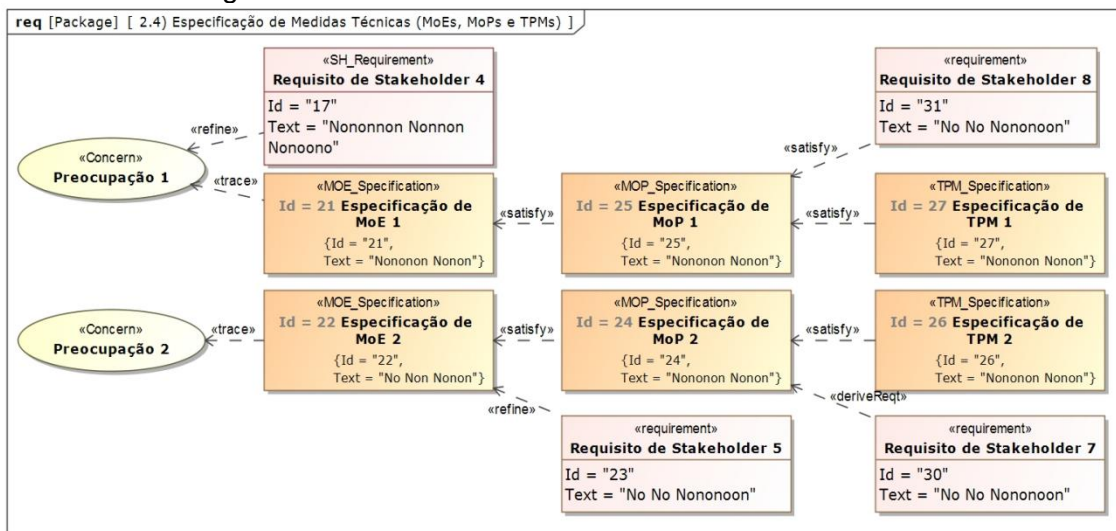 req [Package] [ 2.4) Especificação de Medidas Técnicas (MoEs, MoPs e TPMs) ]
«SH_Requirement»
Requisito de Stakeholder 4
Id = "17"
Text = "Nononnon Nonnon
Nonoono"
«requirement»
Requisito de Stakeholder 8
Id = "31"
Text = "No No Nononoon"
«refine»
«satisfy»
«Concern»
Preocupação 1
«trace»
«MOE_Specification»
Id = 21 Especificação de
MoE 1
{Id = "21",
Text = "Nononon Nonon"}
«satisfy»
«MOP_Specification»
Id = 25 Especificação de
MoP 1
{Id = "25",
Text = "Nononon Nonon"}
«satisfy»
«TPM_Specification»
Id = 27 Especificação de
TPM 1
{Id = "27",
Text = "Nononon Nonon"}
«Concern»
Preocupação 2
«trace»
«MOE_Specification»
Id = 22 Especificação de
MoE 2
{Id = "22",
Text = "No Non Nonon"}
«satisfy»
«MOP_Specification»
Id = 24 Especificação de
MoP 2
{Id = "24",
Text = "Nononon Nonon"}
«satisfy»
«TPM_Specification»
Id = 26 Especificação de
TPM 2
{Id = "26",
Text = "Nononon Nonon"}
«refine»
«deriveReqt»
«requirement»
Requisito de Stakeholder 5
Id = "23"
Text = "No No Nononoon"
«requirement»
Requisito de Stakeholder 7
Id = "30"
Text = "No No Nononoon"